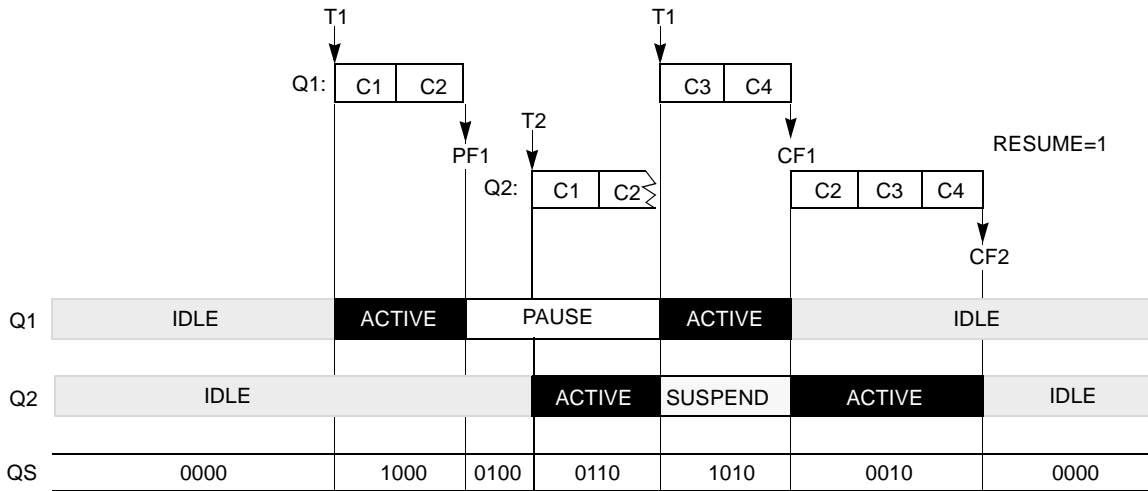 T1 T1
Q1: C1 C2 C3 C4
T2
PF1 CF1 RESUME=1
Q2: C1 C2 C2 C3 C4
CF2
Q1 IDLE ACTIVE PAUSE ACTIVE IDLE
Q2 IDLE ACTIVE SUSPEND ACTIVE IDLE
QS 0000 1000 0100 0110 1010 0010 0000